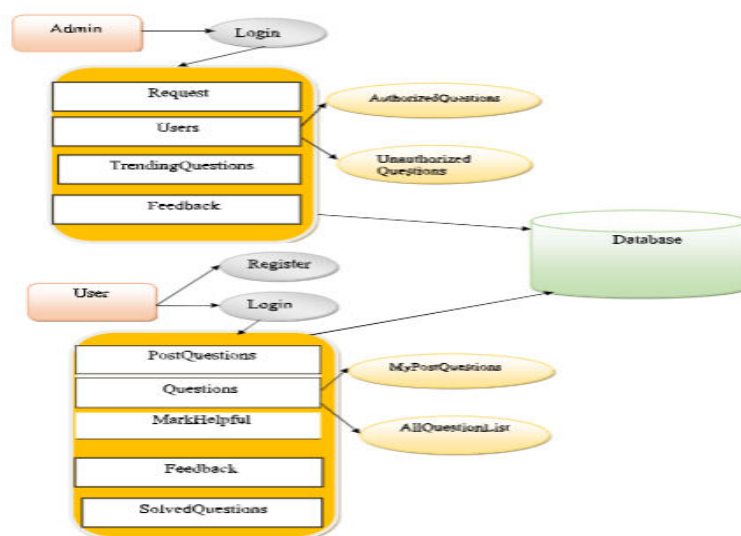 Admin
Login
Request
Users
TrendingQuestions
Feedback
AuthorizedQuestions
Unauthorized
Questions
Database
Register
User
Login
PostQuestions
Questions
MarkHelpful
Feedback
SolvedQuestions
MyPostQuestions
AllQuestionList